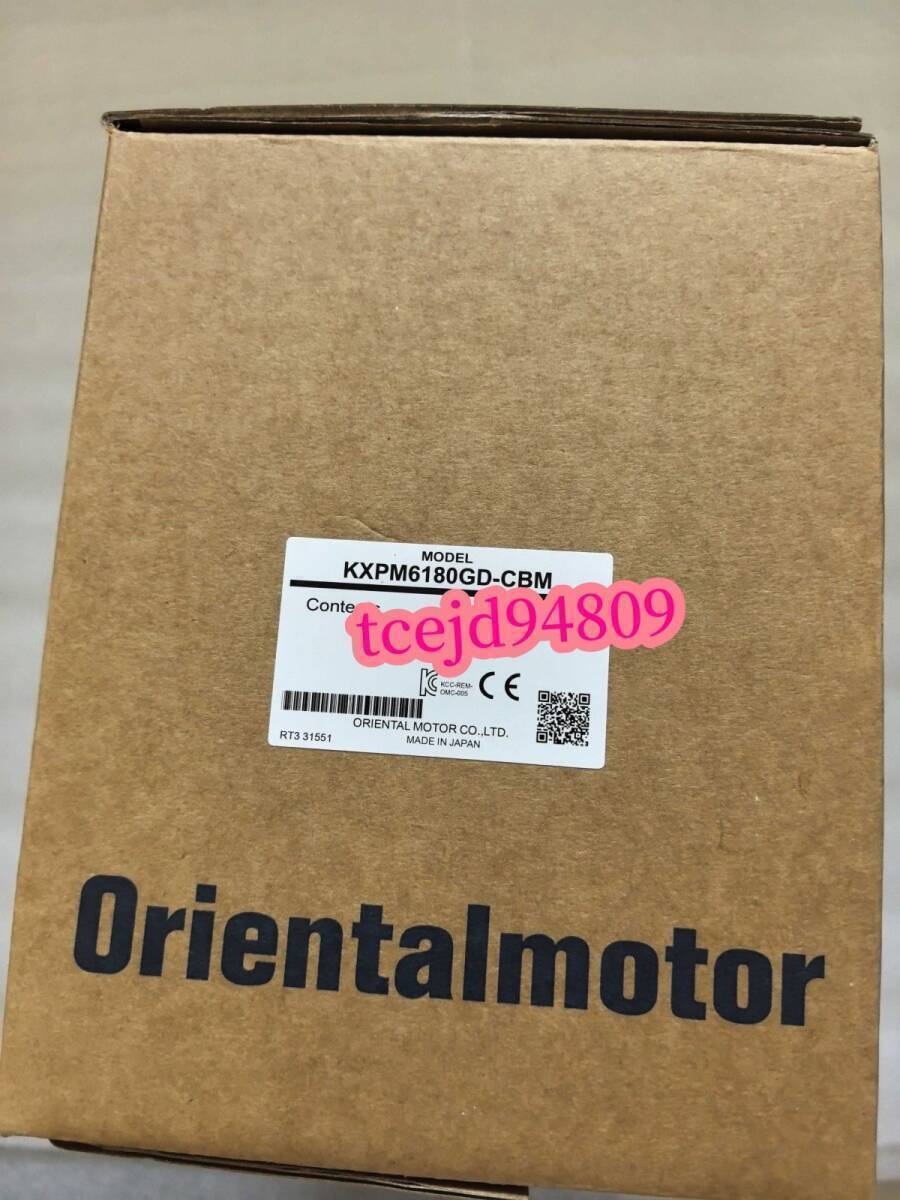 MODEL
KXPM6180GD-CBM
tcejd94809
KCC-REM-
OMC-005
CE
ORIENTAL MOTOR CO.,LTD.
RT3 31551
MADE IN JAPAN
Orientalmotor